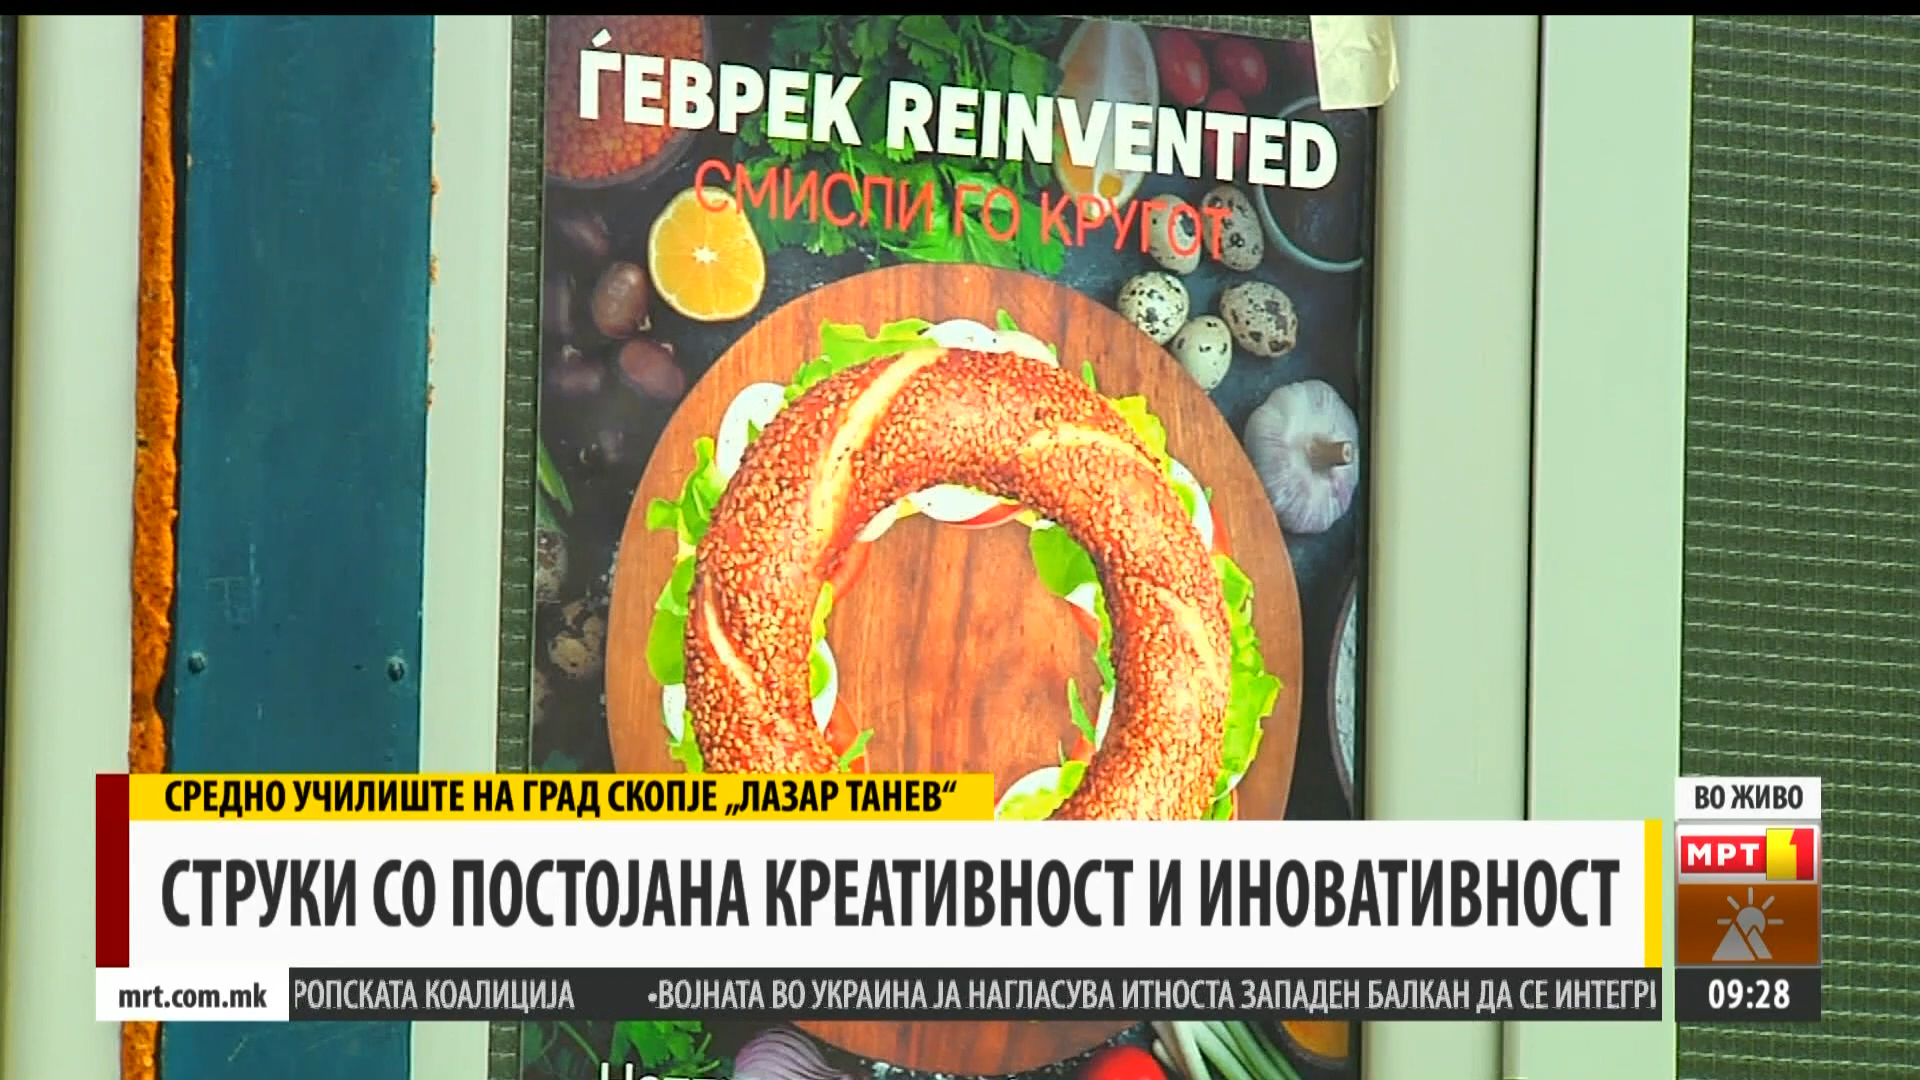 ЃЕВРЕК REINVENTED
СМИСЛИ ГО КРУГОТ
СРЕДНО УЧИЛИШТЕ НА ГРАД СКОПЈЕ „ЛАЗАР ТАНЕВ“
СТРУКИ СО ПОСТОЈАНА КРЕАТИВНОСТ И ИНОВАТИВНОСТ
ВО ЖИВО
МРТ 1
mrt.com.mk
РОПСКАТА КОАЛИЦИЈА •ВОЈНАТА ВО УКРАИНА ЈА НАГЛАСУВА ИТНОСТА ЗАПАДЕН БАЛКАН ДА СЕ ИНТЕГР
09:28